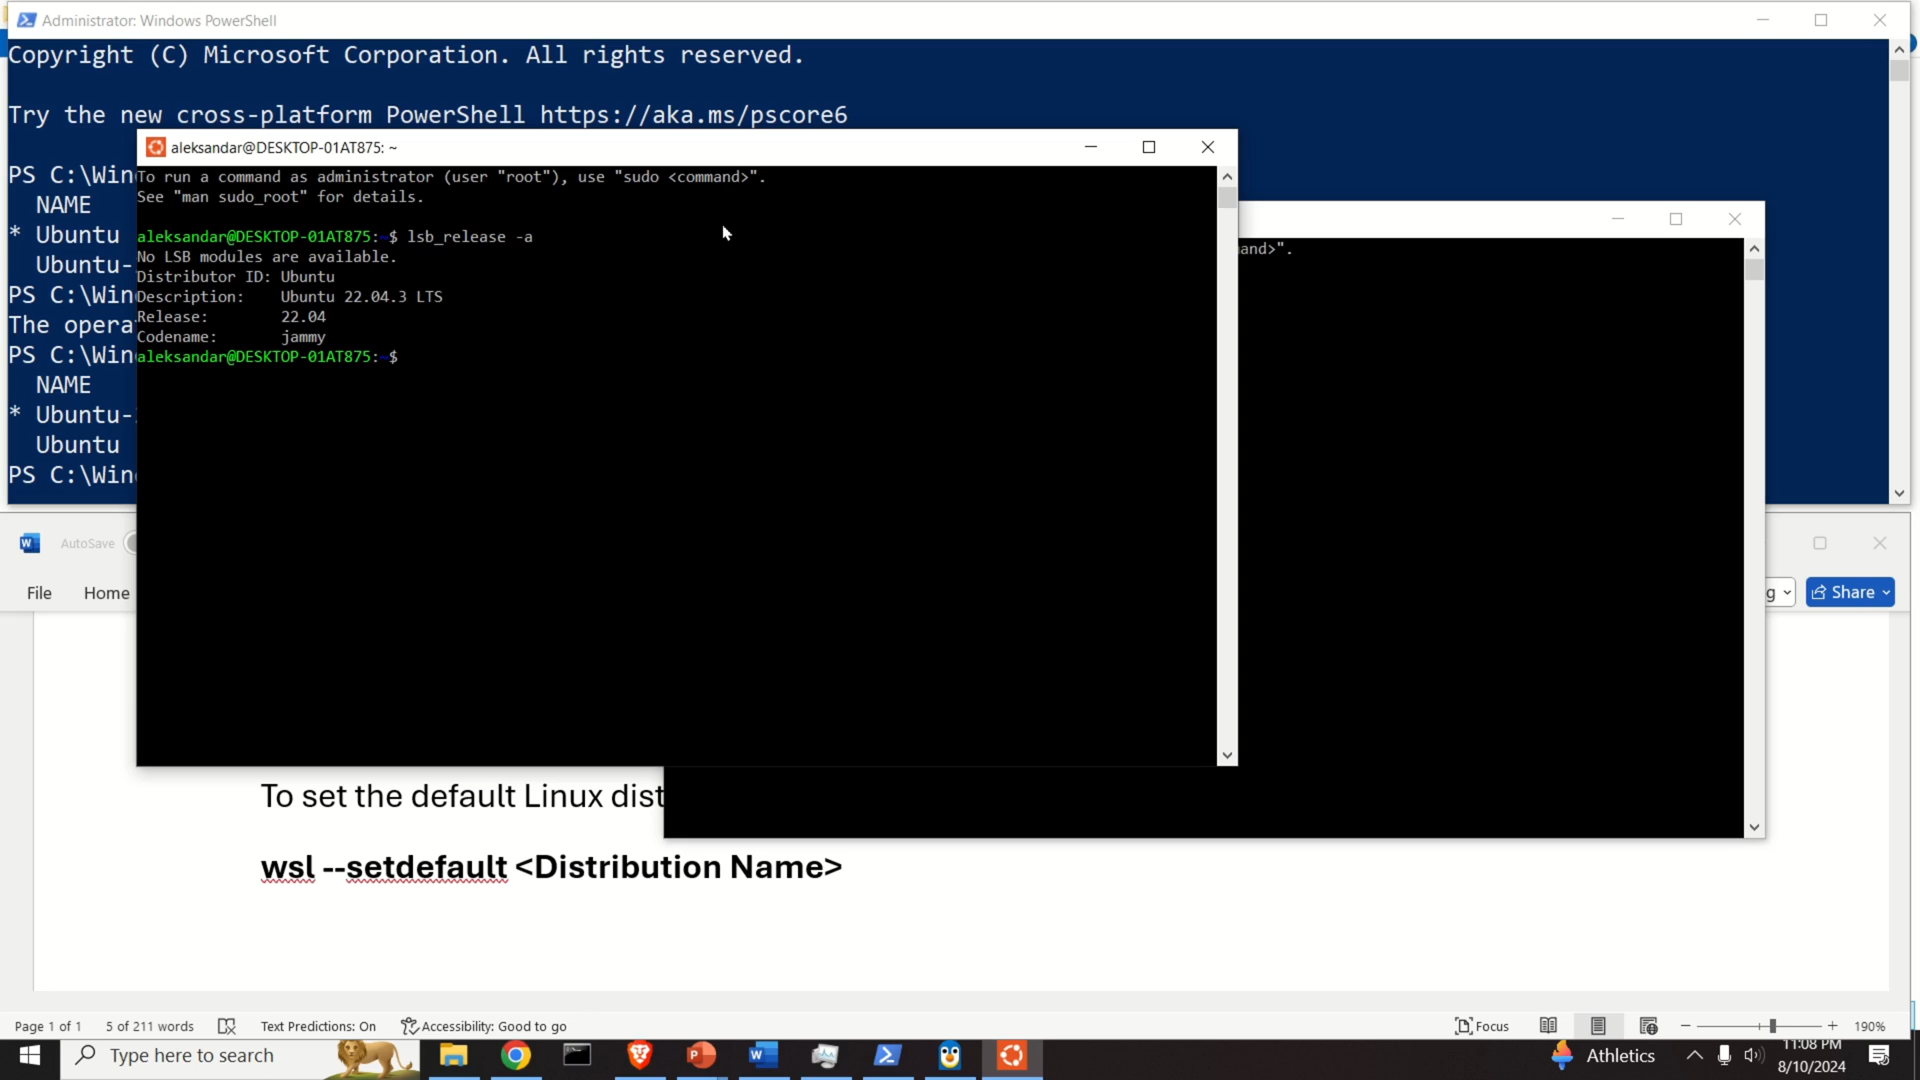 Administrator: Windows PowerShell
Copyright (C) Microsoft Corporation. All rights reserved.
Try the new cross-platform PowerShell https://aka.ms/pscore6
PS C:\Win
NAME
* Ubuntu
Ubuntu-
PS C:\Win
The opera
PS C:\Win
NAME
* Ubuntu-
Ubuntu
PS C:\Win
aleksandar@DESKTOP-01AT875: ~
To run a command as administrator (user "root"), use "sudo <command>".
See "man sudo_root" for details.
aleksandar@DESKTOP-01AT875:~$ lsb_release -a
No LSB modules are available.
Distributor ID: Ubuntu
Description: Ubuntu 22.04.3 LTS
Release: 22.04
Codename: jammy
aleksandar@DESKTOP-01AT875:~$
and>".
AutoSave
File Home
g
Share
To set the default Linux dist
wsl --setdefault <Distribution Name>
Page 1 of 1 5 of 211 words Text Predictions: On Accessibility: Good to go Focus 190%
Type here to search
Athletics
11:08 PM
8/10/2024